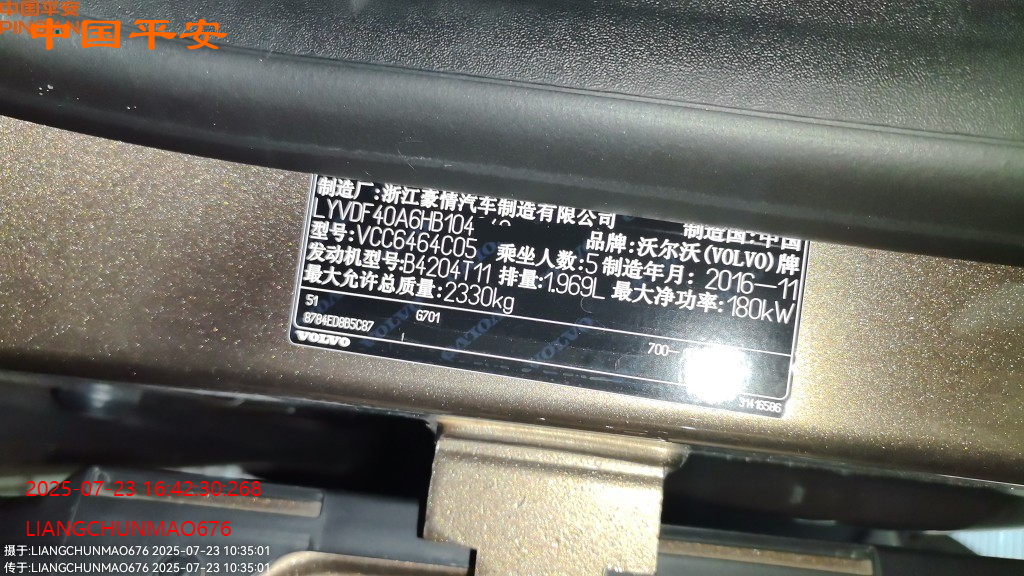 中国平安
PINGAN
中国平安
制造厂:浙江豪情汽车制造有限公司 制造国:中国
LYVDF40A6HB104
型号:VCC6464C05 品牌:沃尔沃(VOLVO)牌
发动机型号:B4204T11 乘坐人数:5 制造年月: 2016—11
最大允许总质量:2330kg 排量:1.969L 最大净功率:180kW
51 G701 700—
8784ED9B5C87
VOLVO
31416586
2025-07-23 16:42:30:268
LIANGCHUNMAO676
摄于:LIANGCHUNMAO676 2025-07-23 10:35:01
传于:LIANGCHUNMAO676 2025-07-23 10:35:01